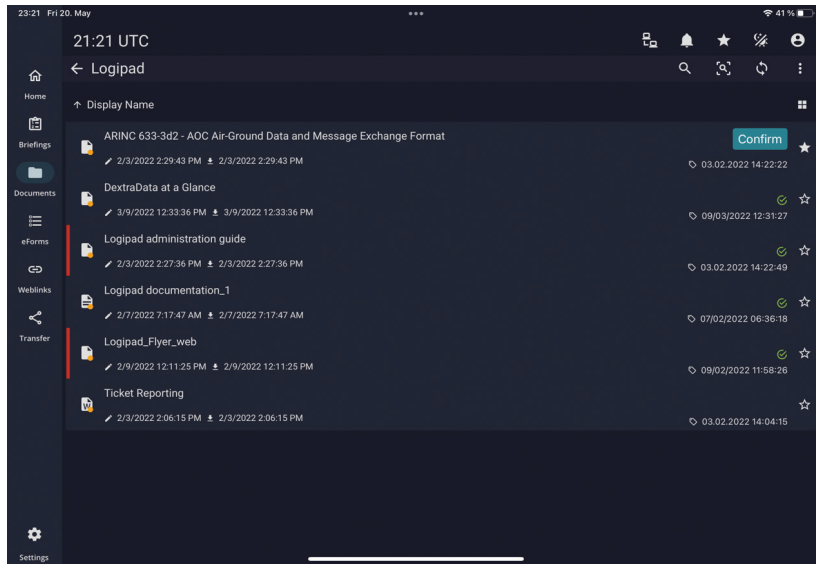 23:21 Fri 20. May
41 %
21:21 UTC
Logipad
Home
Display Name
Briefings
ARINC 633-3d2 - AOC Air-Ground Data and Message Exchange Format
Confirm
2/3/2022 2:29:43 PM 2/3/2022 2:29:43 PM
03.02.2022 14:22:22
Documents
DextraData at a Glance
3/9/2022 12:33:36 PM 3/9/2022 12:33:36 PM
09/03/2022 12:31:27
eForms
Logipad administration guide
2/3/2022 2:27:36 PM 2/3/2022 2:27:36 PM
03.02.2022 14:22:49
Weblinks
Logipad documentation_1
2/7/2022 7:17:47 AM 2/7/2022 7:17:47 AM
07/02/2022 06:36:18
Transfer
Logipad_Flyer_web
2/9/2022 12:11:25 PM 2/9/2022 12:11:25 PM
09/02/2022 11:58:26
Ticket Reporting
W
2/3/2022 2:06:15 PM 2/3/2022 2:06:15 PM
03.02.2022 14:04:15
Settings